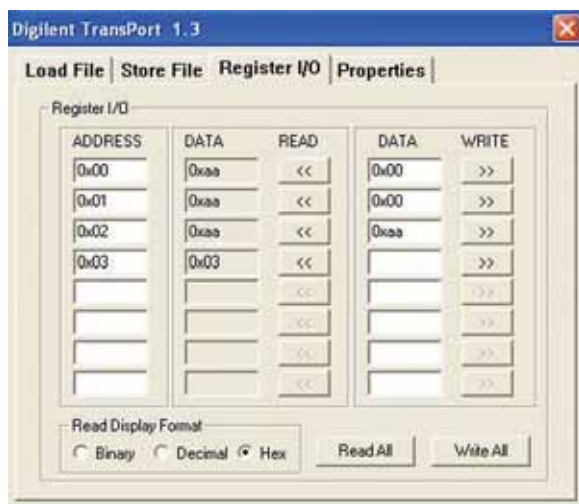 Digilent TransPort 1.3
Load File Store File Register I/O Properties
Register I/O
ADDRESS DATA READ DATA WRITE
0x00 0xaa << 0x00 >>
0x01 0xaa << 0x00 >>
0x02 0xaa << 0xaa >>
0x03 0x03 << >>
<< >>
<< >>
<< >>
<< >>
Read Display Format
Binary Decimal Hex Read All Write All